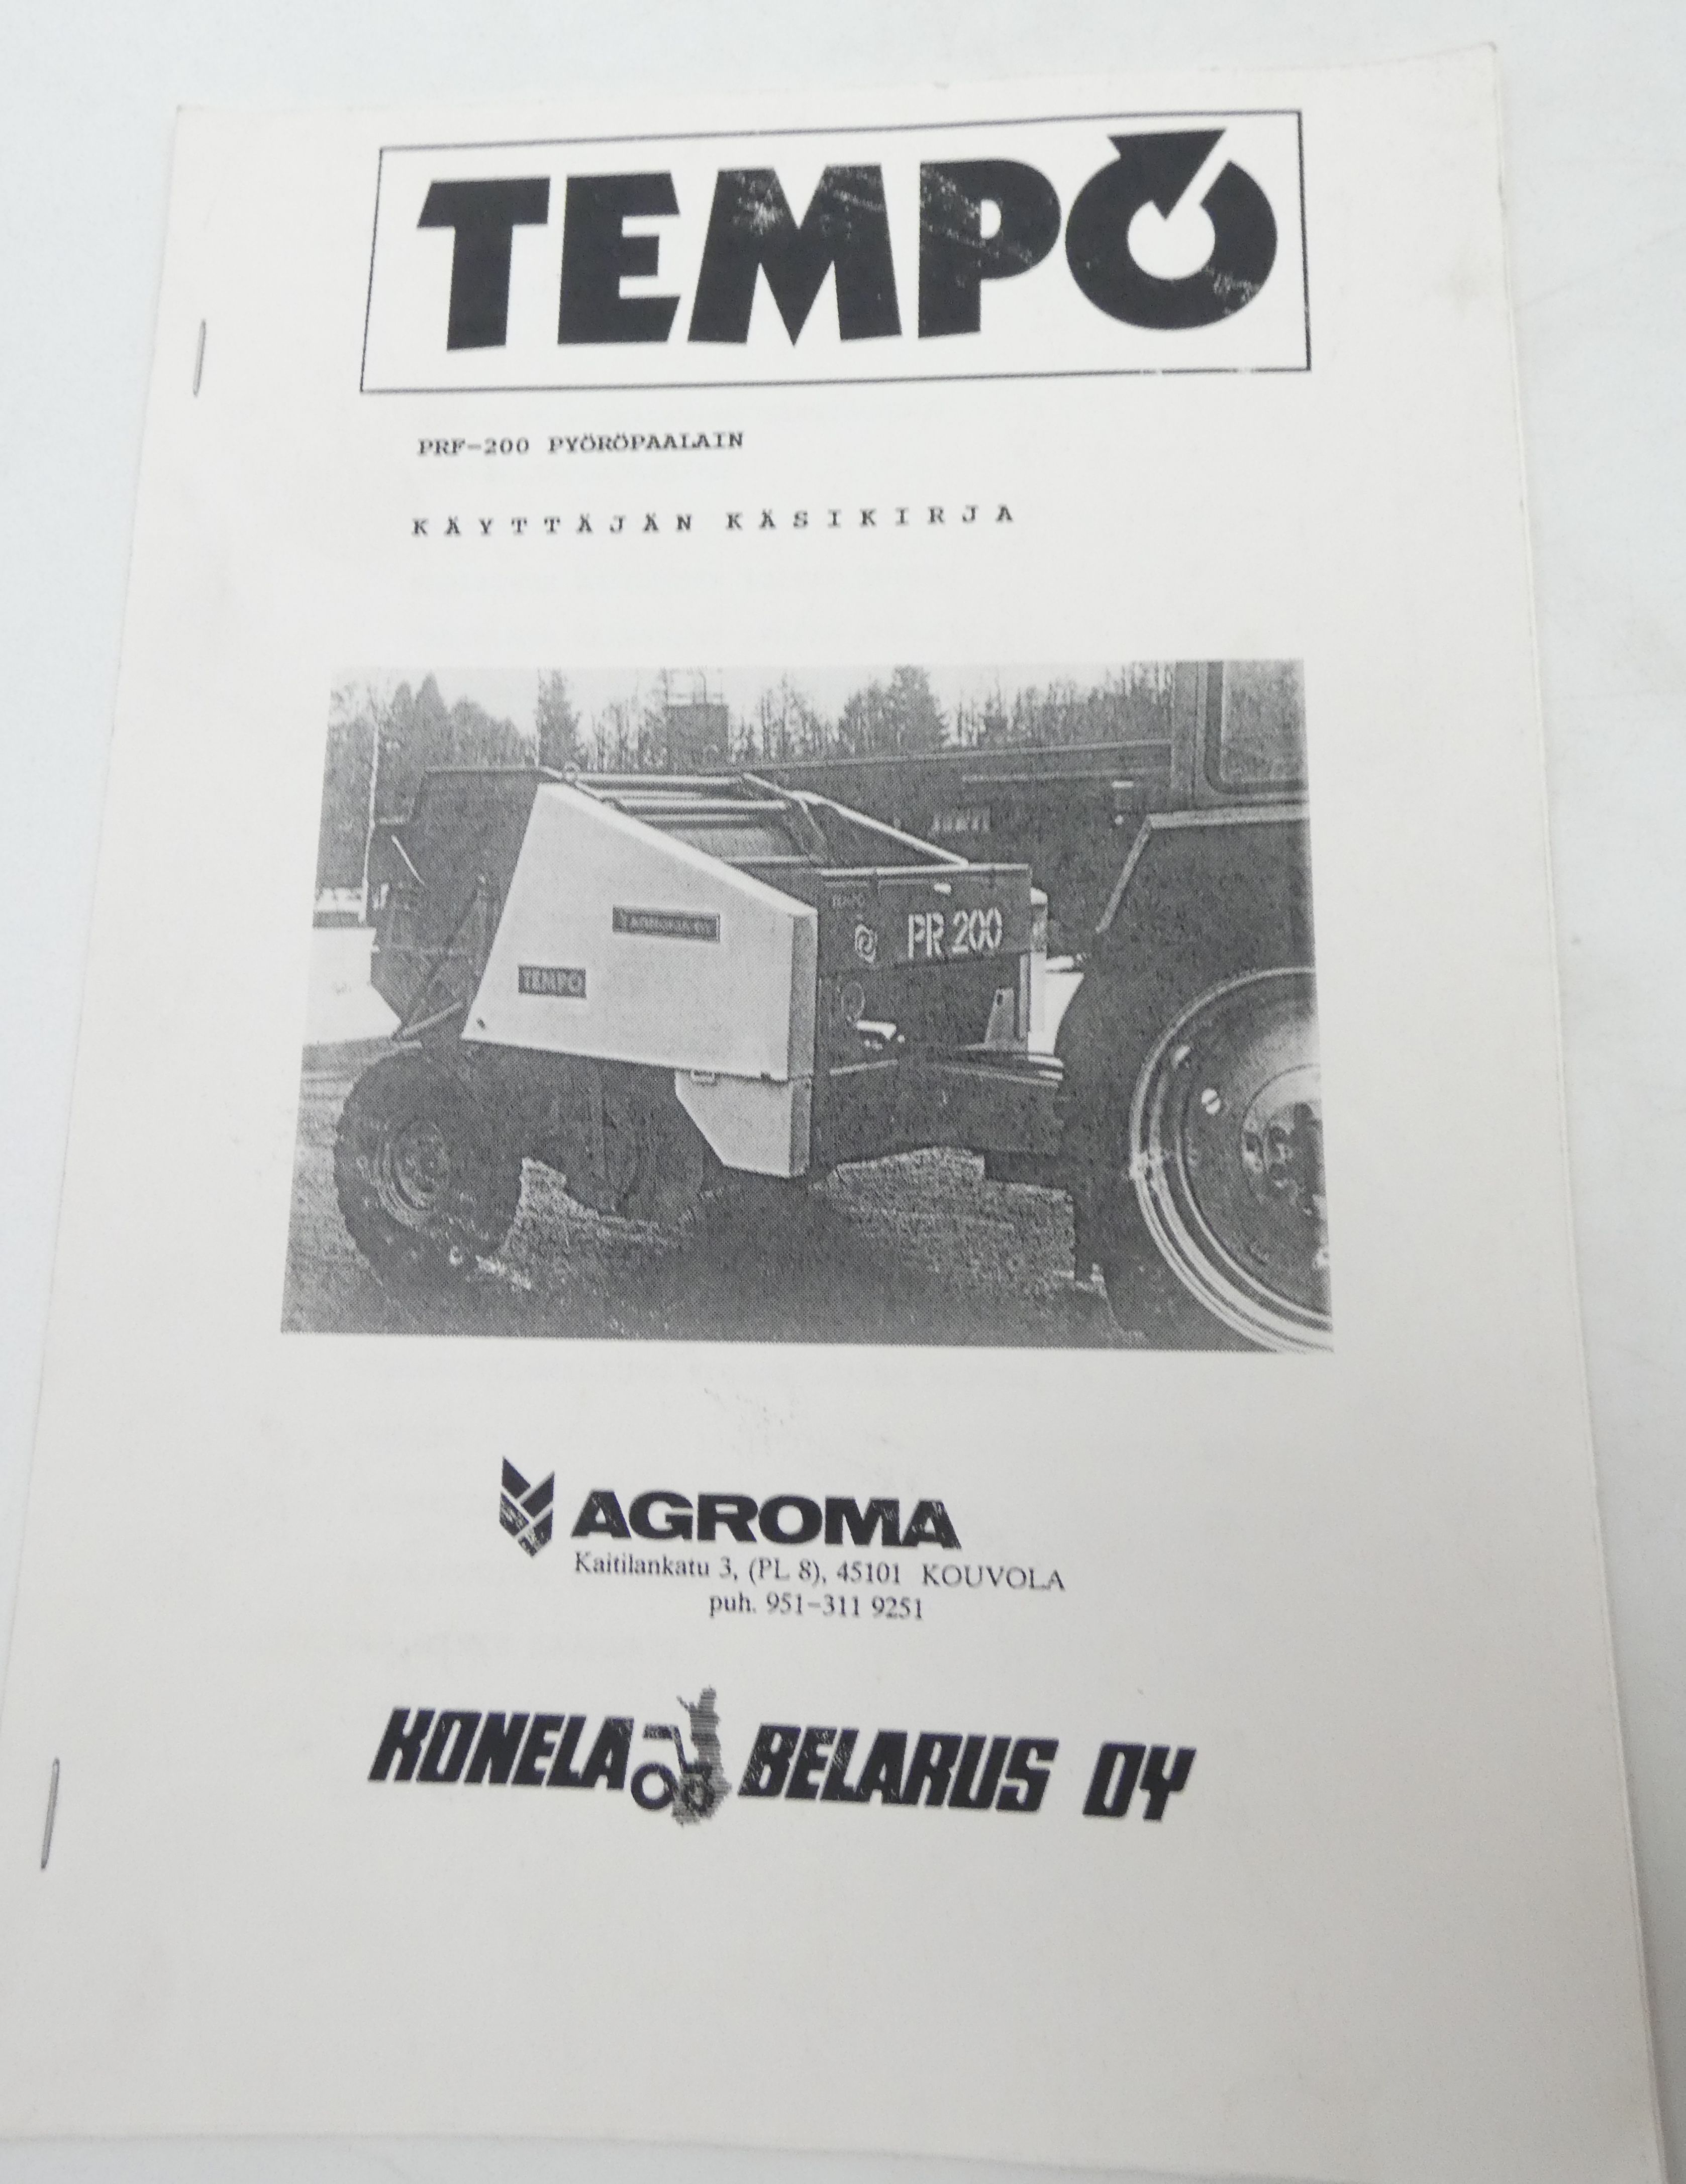 TEMPO
PRF-200 PYÖRÖPAALAIN
KÄYTTÄJÄN KÄSIKIRJA
TEMPO
PR 200
TEMPO
AGROMA
Kaitilankatu 3, (PL 8), 45101 KOUVOLA
puh. 951-311 9251
KONELA BELARUS OY